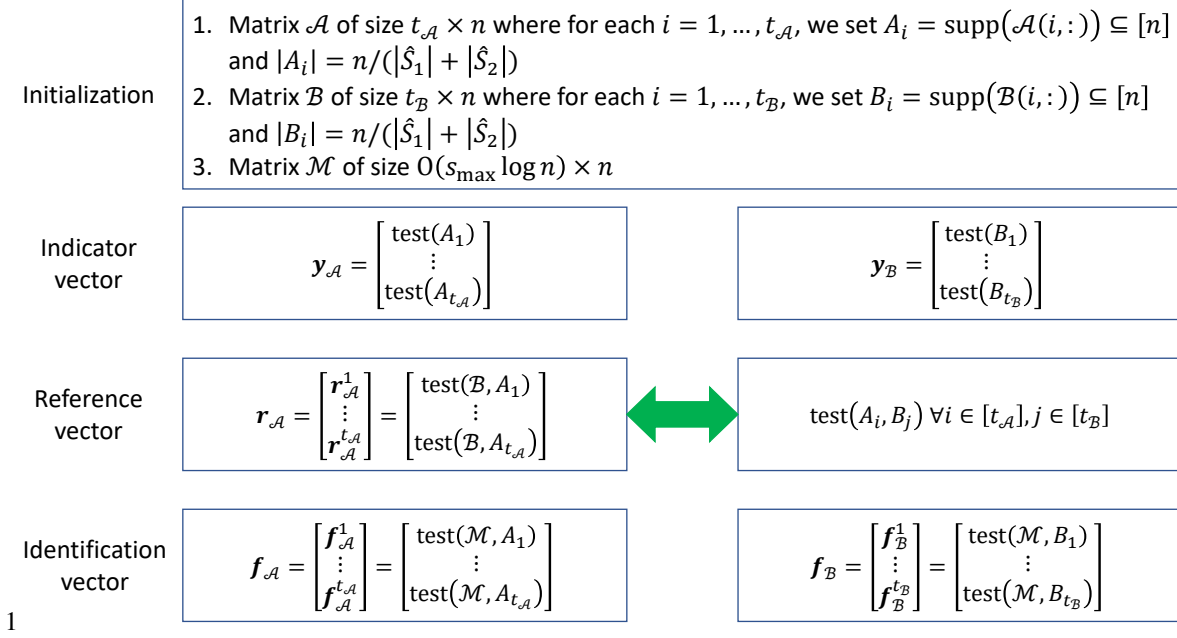 Initialization
1. Matrix 𝒜 of size t_𝒜 × n where for each i = 1, …, t_𝒜, we set A_i = supp(𝒜(i,:)) ⊆ [n]
and |A_i| = n/(|Ŝ_1| + |Ŝ_2|)
2. Matrix ℬ of size t_ℬ × n where for each i = 1, …, t_ℬ, we set B_i = supp(ℬ(i,:)) ⊆ [n]
and |B_i| = n/(|Ŝ_1| + |Ŝ_2|)
3. Matrix ℳ of size O(s_max log n) × n
Indicator
vector
y_𝒜 = [test(A_1) ⋮ test(A_{t_𝒜})]
y_ℬ = [test(B_1) ⋮ test(B_{t_ℬ})]
Reference
vector
r_𝒜 = [r_𝒜^1 ⋮ r_𝒜^{t_𝒜}] = [test(ℬ, A_1) ⋮ test(ℬ, A_{t_𝒜})]
test(A_i, B_j) ∀i ∈ [t_𝒜], j ∈ [t_ℬ]
Identification
vector
f_𝒜 = [f_𝒜^1 ⋮ f_𝒜^{t_𝒜}] = [test(ℳ, A_1) ⋮ test(ℳ, A_{t_𝒜})]
f_ℬ = [f_ℬ^1 ⋮ f_ℬ^{t_ℬ}] = [test(ℳ, B_1) ⋮ test(ℳ, B_{t_ℬ})]
1